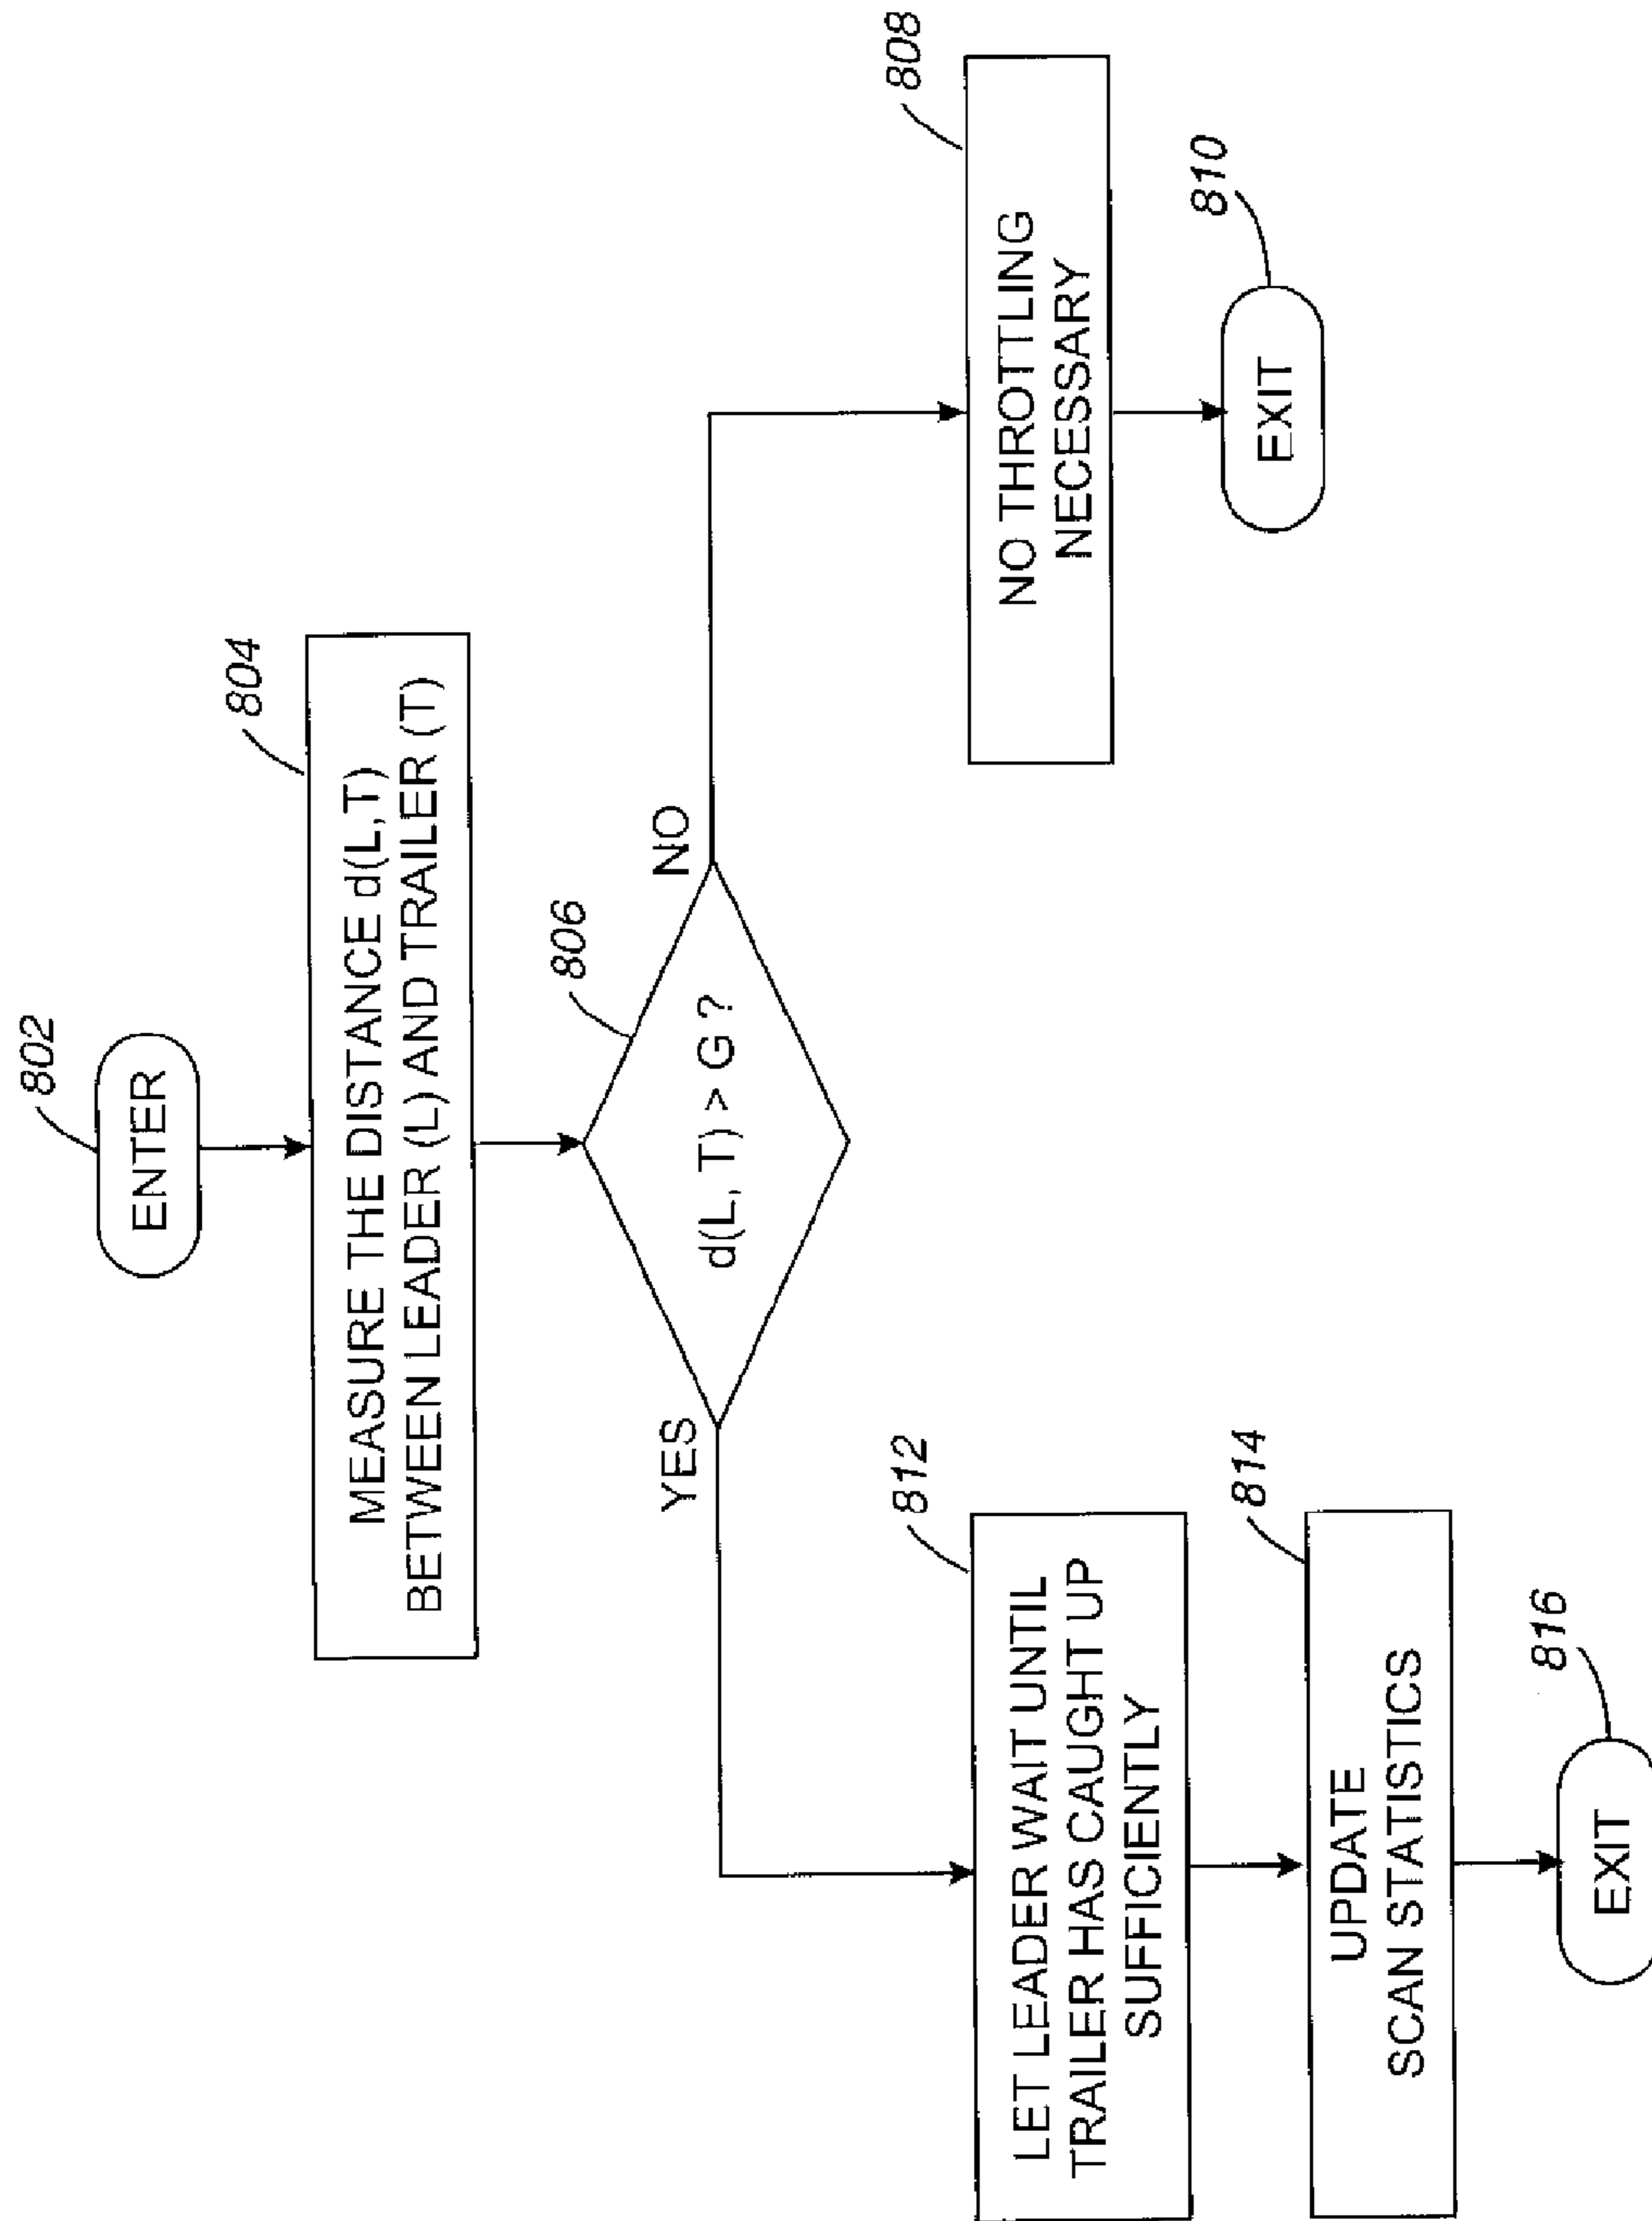 802
ENTER
804
MEASURE THE DISTANCE d(L,T)
BETWEEN LEADER (L) AND TRAILER (T)
806
d(L, T) > G ?
YES
NO
812
LET LEADER WAIT UNTIL
TRAILER HAS CAUGHT UP
SUFFICIENTLY
814
UPDATE
SCAN STATISTICS
816
EXIT
808
NO THROTTLING
NECESSARY
810
EXIT